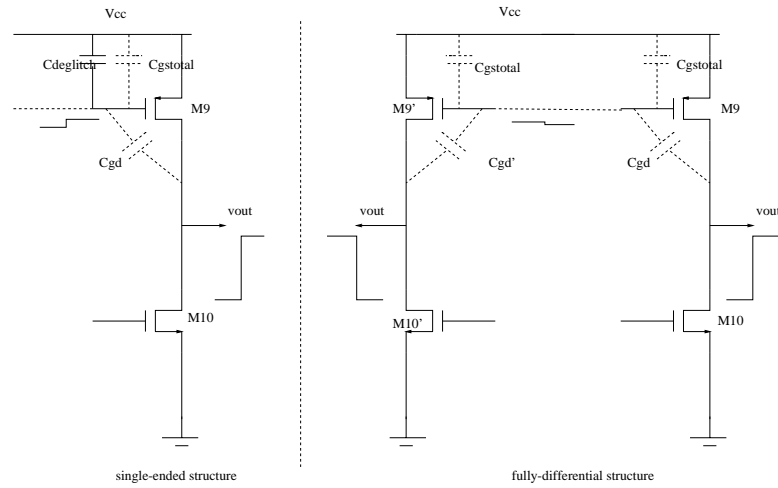 Vcc
Vcc
Cdeglitch
Cgstotal
Cgstotal
Cgstotal
M9
M9’
M9
Cgd
Cgd’
Cgd
vout
vout
vout
M10
M10’
M10
single-ended structure
fully-differential structure